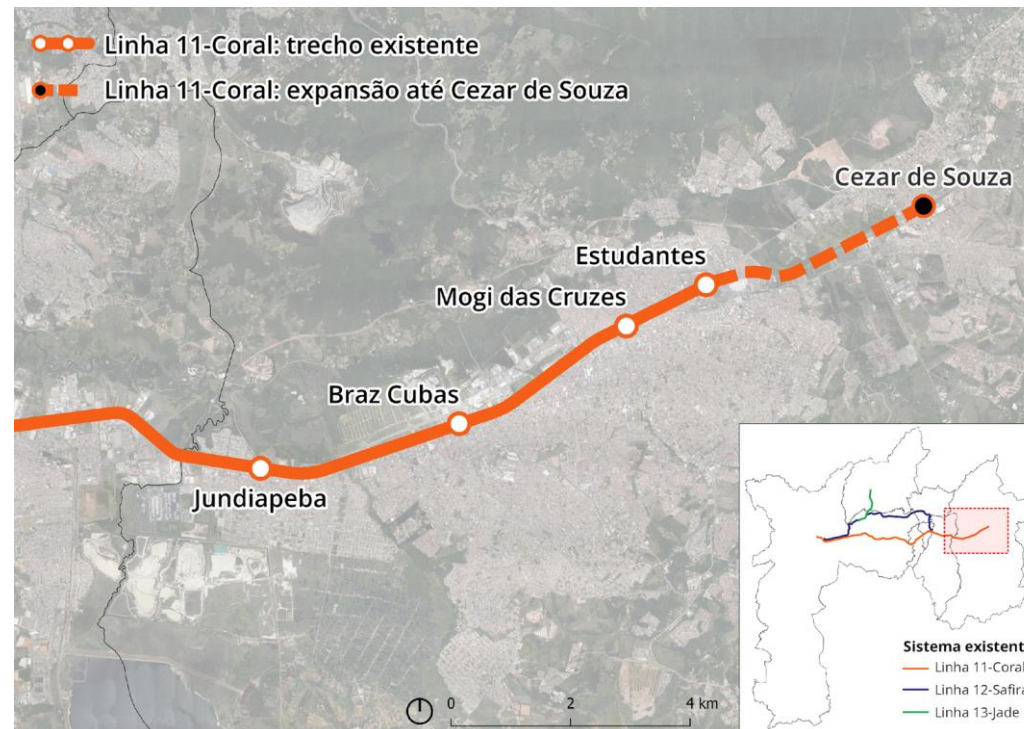 Linha 11-Coral: trecho existente
Linha 11-Coral: expansão até Cezar de Souza
Cezar de Souza
Estudantes
Mogi das Cruzes
Braz Cubas
Jundiapeba
0 2 4 km
Sistema existent
Linha 11-Coral
Linha 12-Safira
Linha 13-Jade